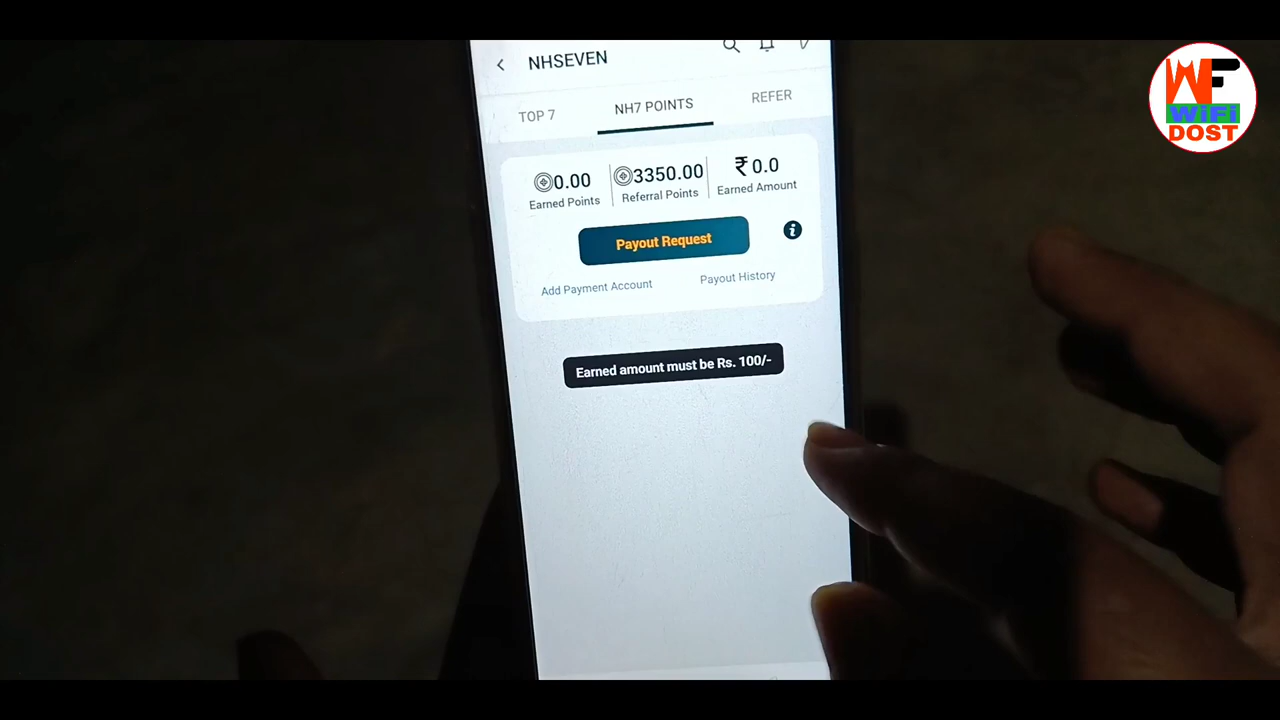 NHSEVEN
TOP 7
NH7 POINTS
REFER
0.00
Earned Points
3350.00
Referral Points
₹0.0
Earned Amount
Payout Request
i
Add Payment Account
Payout History
Earned amount must be Rs. 100/-
WF
WiFi
DOST